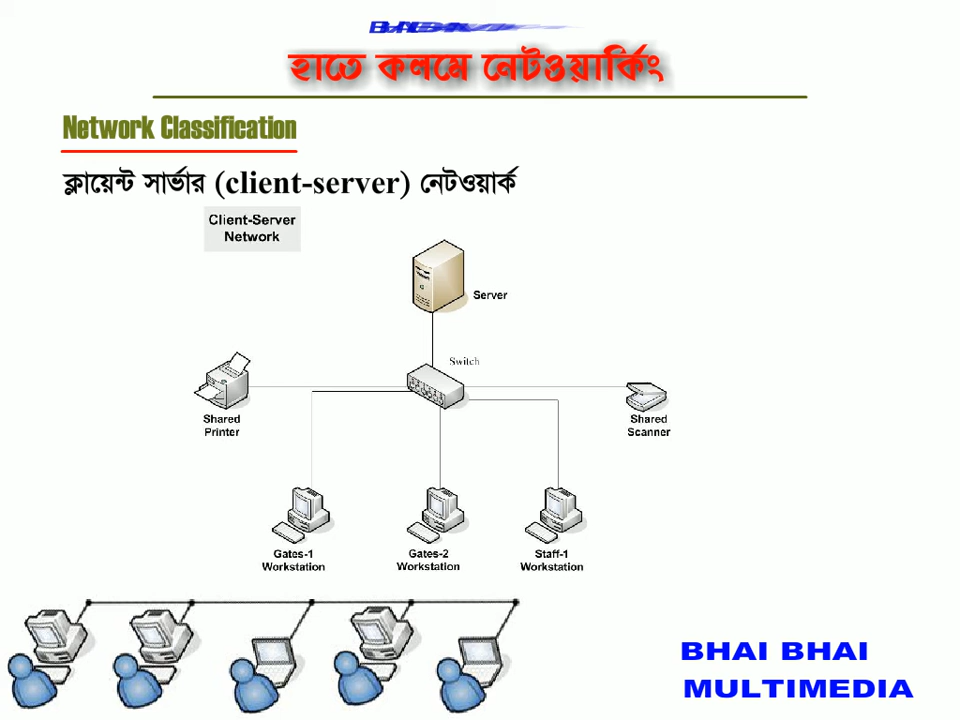 হাতে কলমে নেটওয়ার্কিং
Network Classification
ক্লায়েন্ট সার্ভার (client-server) নেটওয়ার্ক
Client-Server
Network
Server
Switch
Shared
Printer
Shared
Scanner
Gates-1
Workstation
Gates-2
Workstation
Staff-1
Workstation
BHAI BHAI
MULTIMEDIA